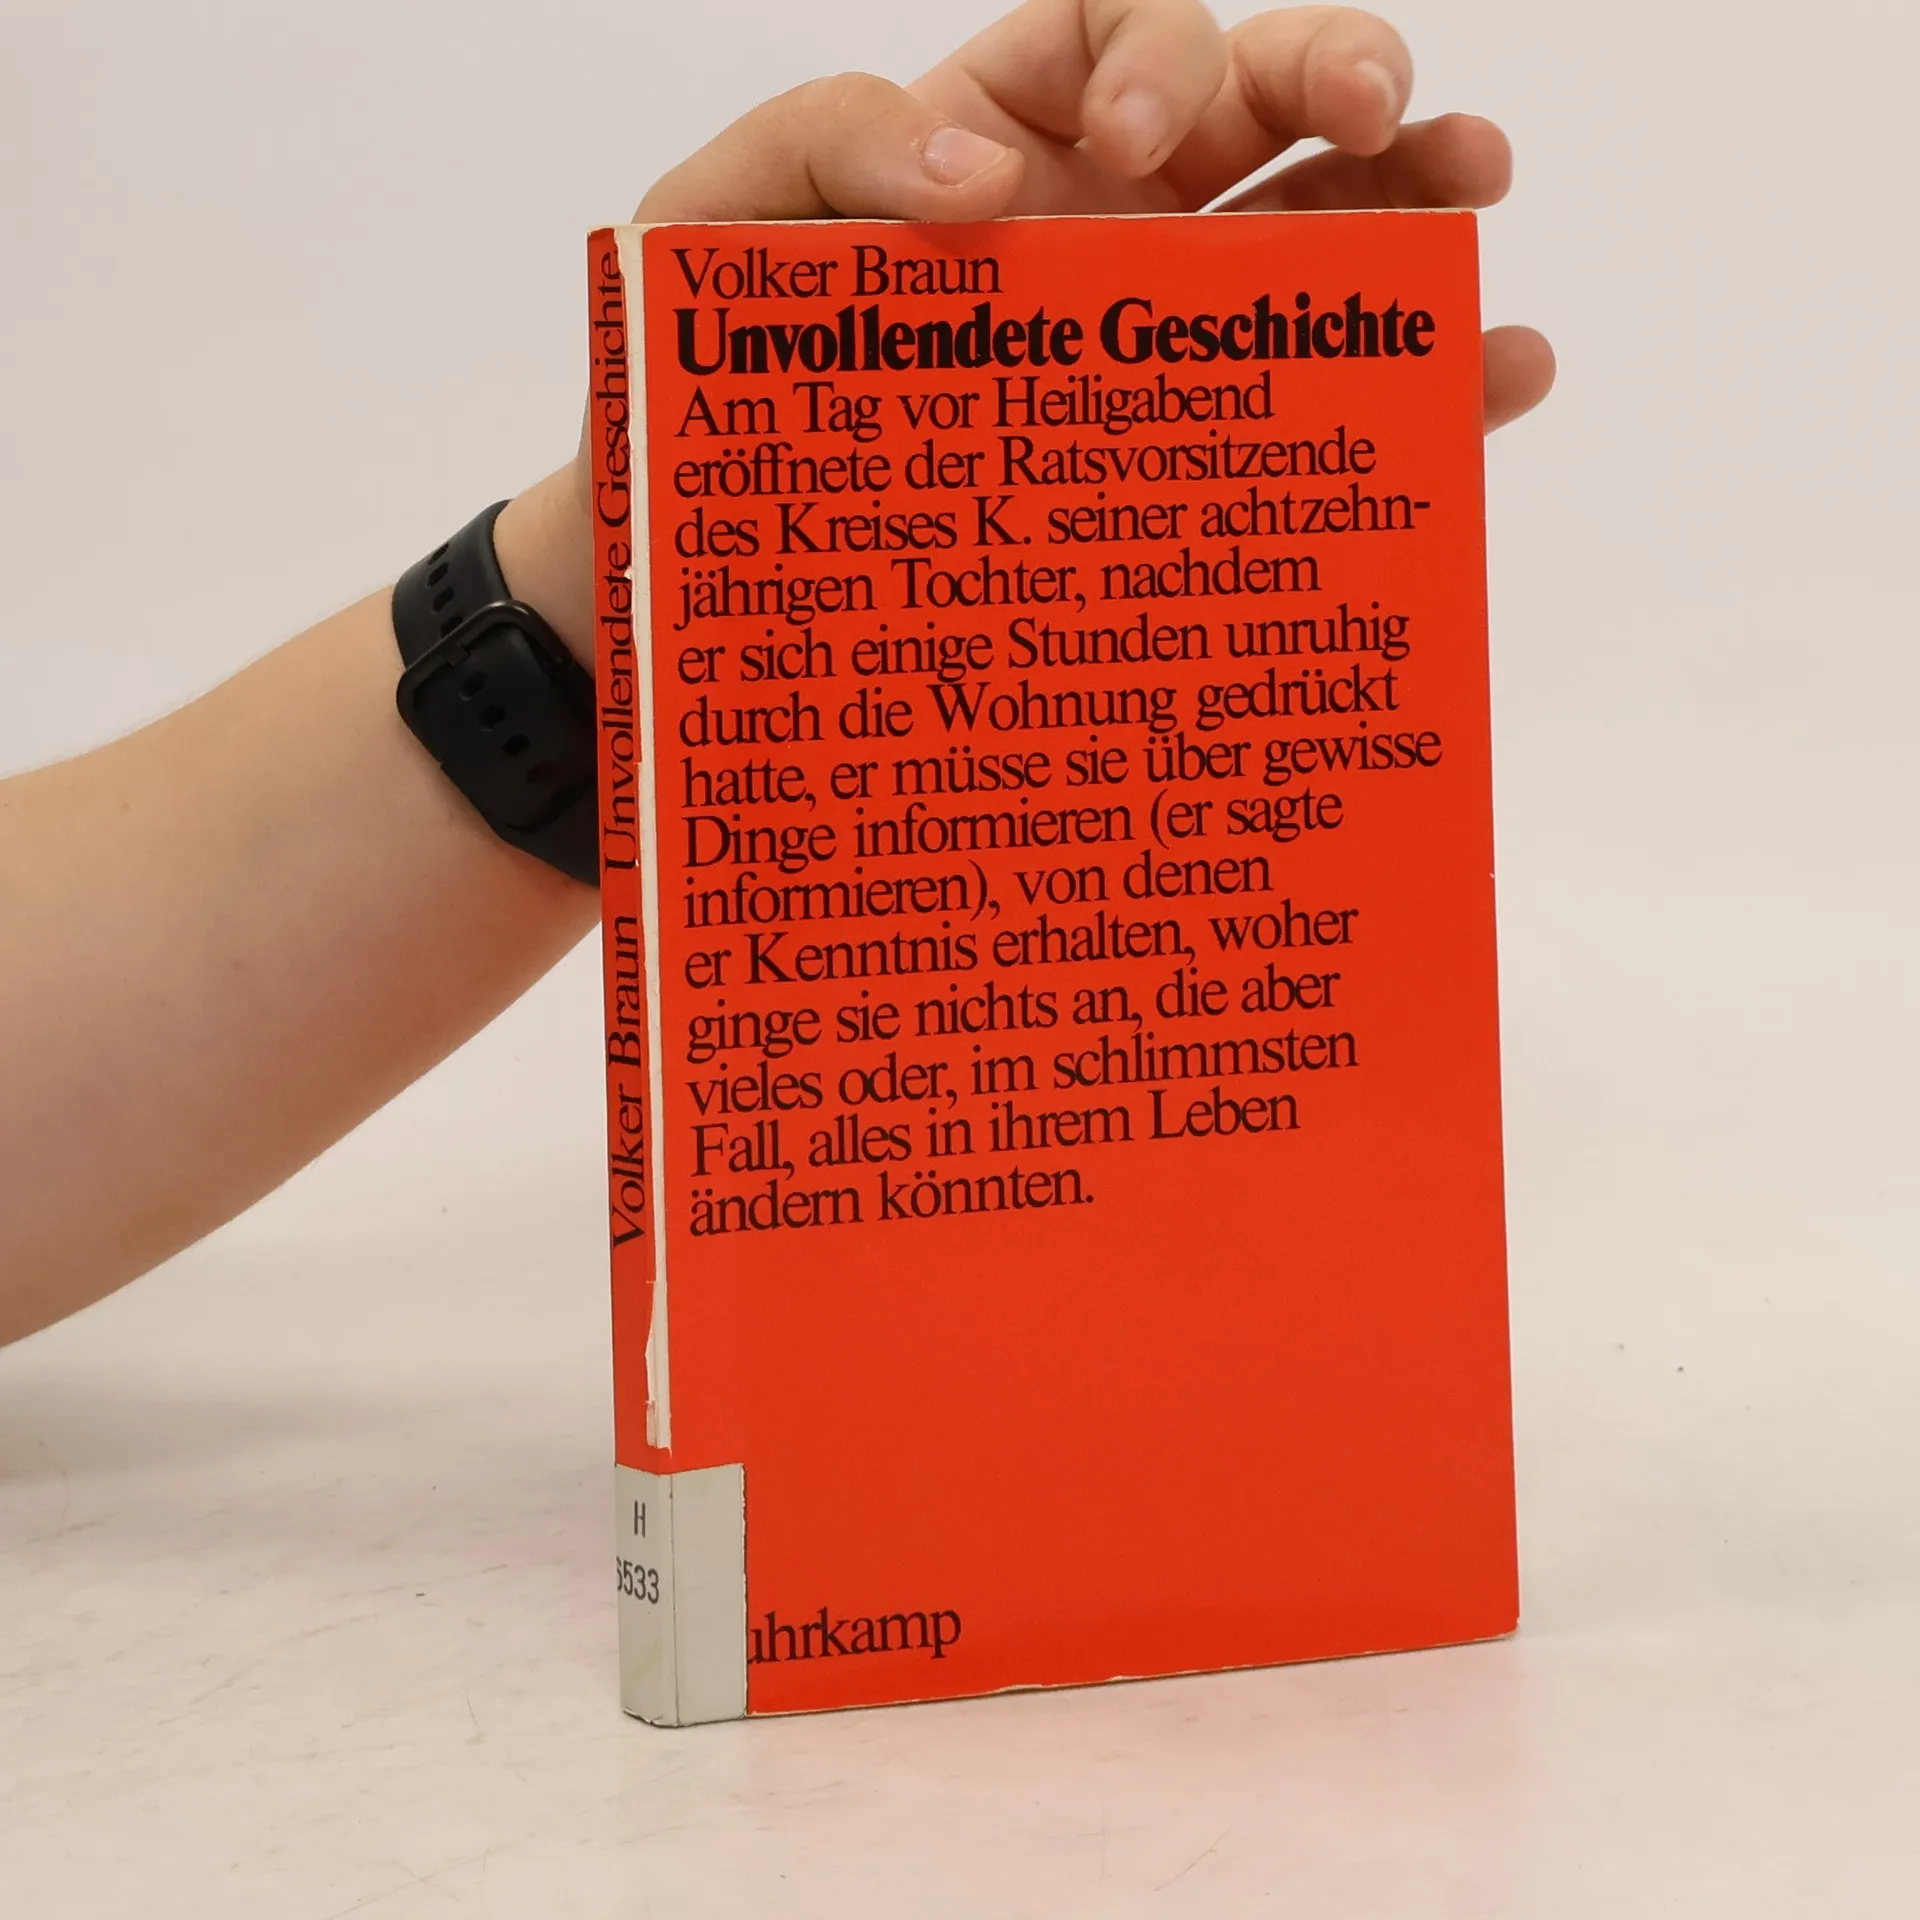 Volker Braun
Unvollendete Geschichte
Am Tag vor Heiligabend
eröffnete der Ratsvorsitzende
des Kreises K. seiner achtzehn-
jährigen Tochter, nachdem
er sich einige Stunden unruhig
durch die Wohnung gedrückt
hatte, er müsse sie über gewisse
Dinge informieren (er sagte
informieren), von denen
er Kenntnis erhalten, woher
ginge sie nichts an, die aber
vieles oder, im schlimmsten
Fall, alles in ihrem Leben
ändern könnten.
uhrkamp
Volker Braun Unvollendete Geschichte
H
6533